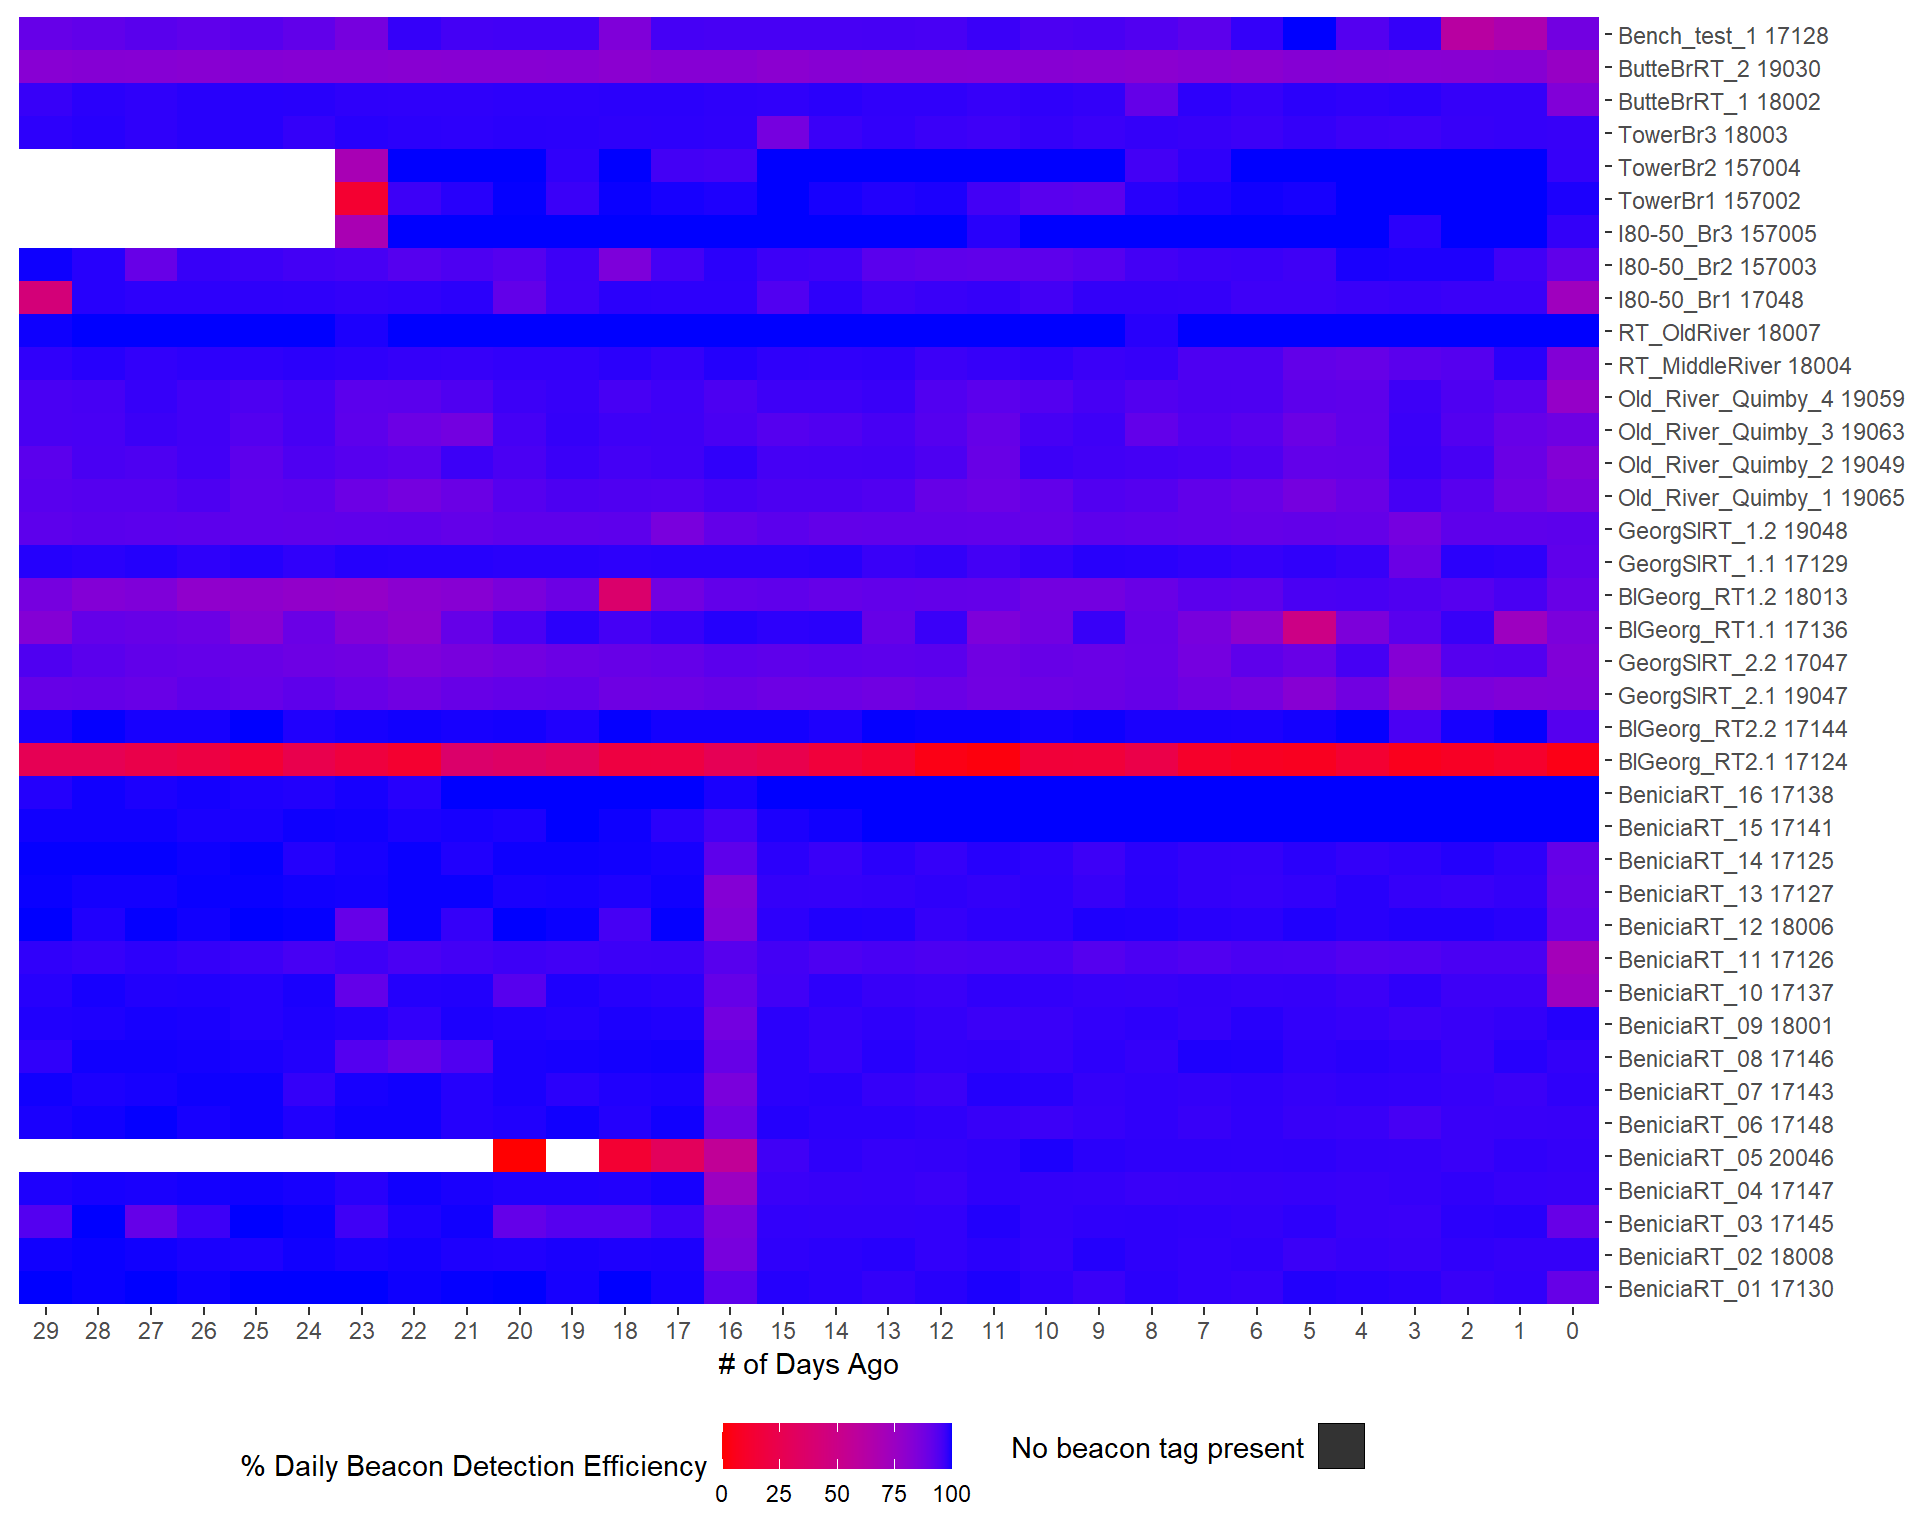 Bench_test_1 17128
ButteBrRT_2 19030
ButteBrRT_1 18002
TowerBr3 18003
TowerBr2 157004
TowerBr1 157002
I80-50_Br3 157005
I80-50_Br2 157003
I80-50_Br1 17048
RT_OldRiver 18007
RT_MiddleRiver 18004
Old_River_Quimby_4 19059
Old_River_Quimby_3 19063
Old_River_Quimby_2 19049
Old_River_Quimby_1 19065
GeorgSlRT_1.2 19048
GeorgSlRT_1.1 17129
BlGeorg_RT1.2 18013
BlGeorg_RT1.1 17136
GeorgSlRT_2.2 17047
GeorgSlRT_2.1 19047
BlGeorg_RT2.2 17144
BlGeorg_RT2.1 17124
BeniciaRT_16 17138
BeniciaRT_15 17141
BeniciaRT_14 17125
BeniciaRT_13 17127
BeniciaRT_12 18006
BeniciaRT_11 17126
BeniciaRT_10 17137
BeniciaRT_09 18001
BeniciaRT_08 17146
BeniciaRT_07 17143
BeniciaRT_06 17148
BeniciaRT_05 20046
BeniciaRT_04 17147
BeniciaRT_03 17145
BeniciaRT_02 18008
BeniciaRT_01 17130
29 28 27 26 25 24 23 22 21 20 19 18 17 16 15 14 13 12 11 10 9 8 7 6 5 4 3 2 1 0
# of Days Ago
% Daily Beacon Detection Efficiency
0 25 50 75 100
No beacon tag present